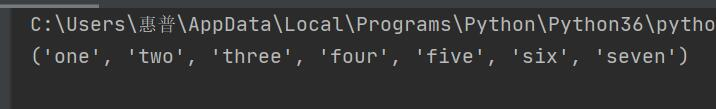 C:\Users\惠普\AppData\Local\Programs\Python\Python36\pytho
('one', 'two', 'three', 'four', 'five', 'six', 'seven')